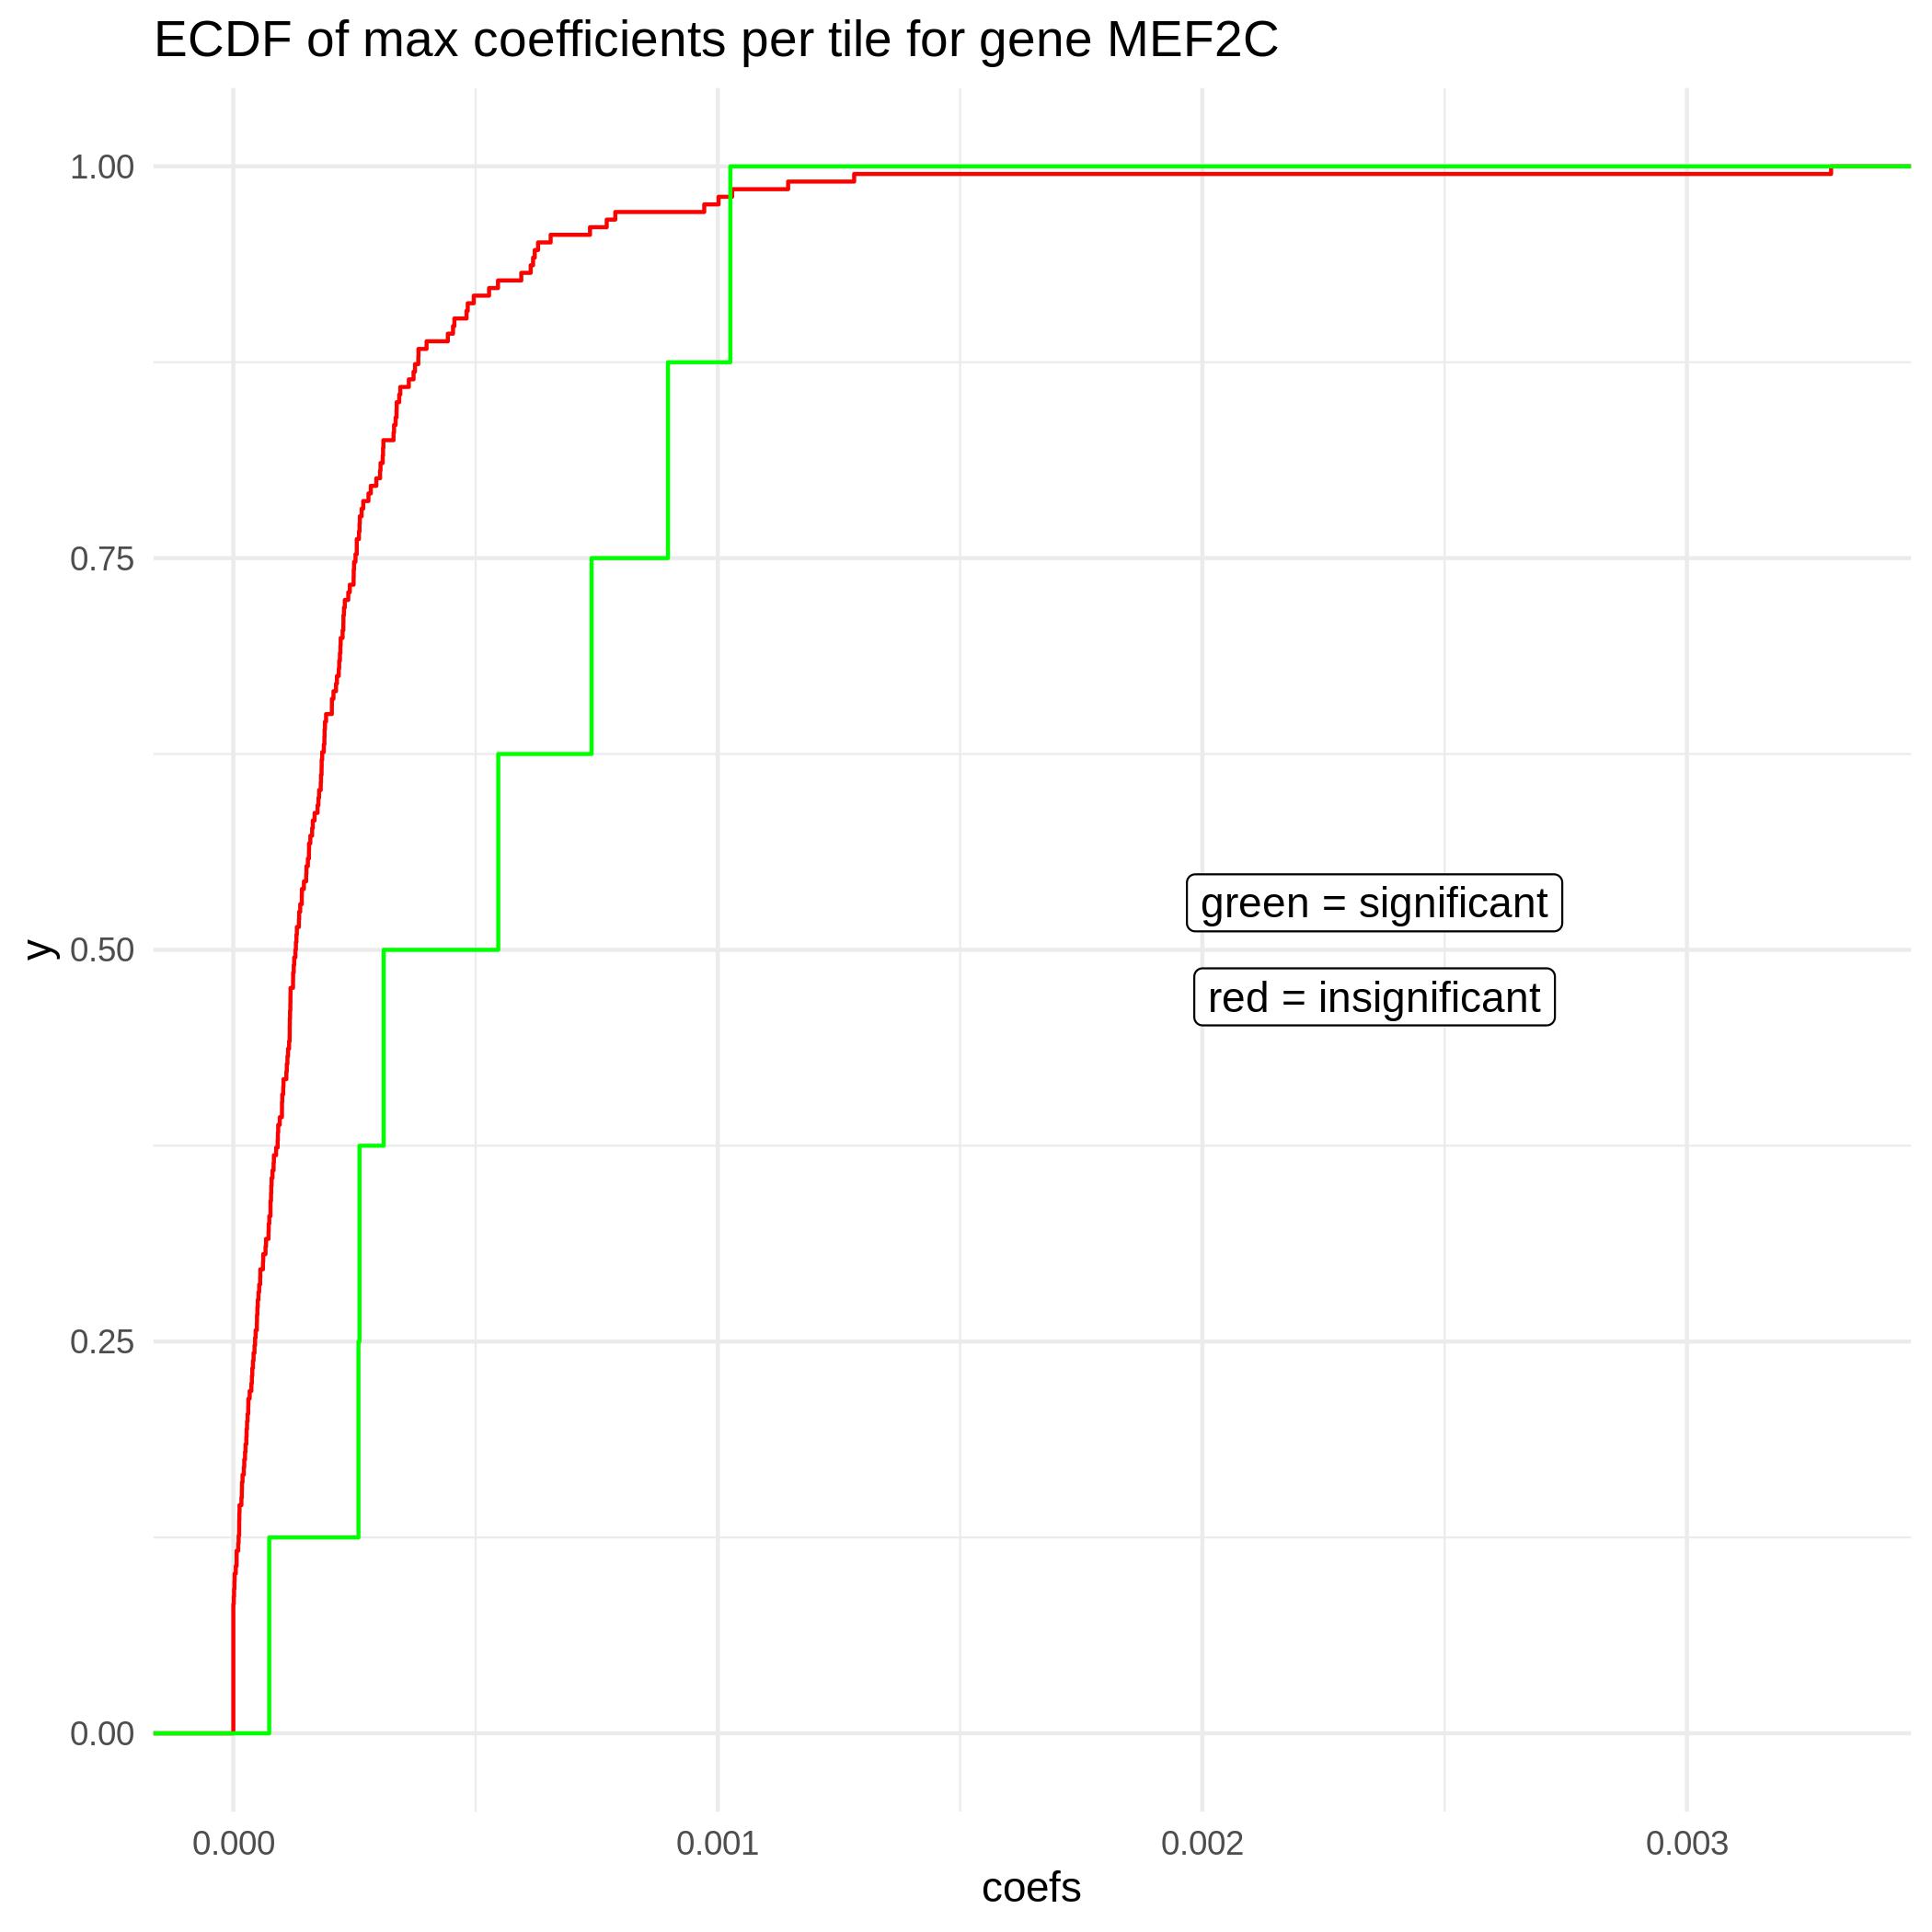 ECDF of max coefficients per tile for gene MEF2C
1.00
0.75
0.50
0.25
0.00
y
green = significant
red = insignificant
0.000 0.001 0.002 0.003
coefs